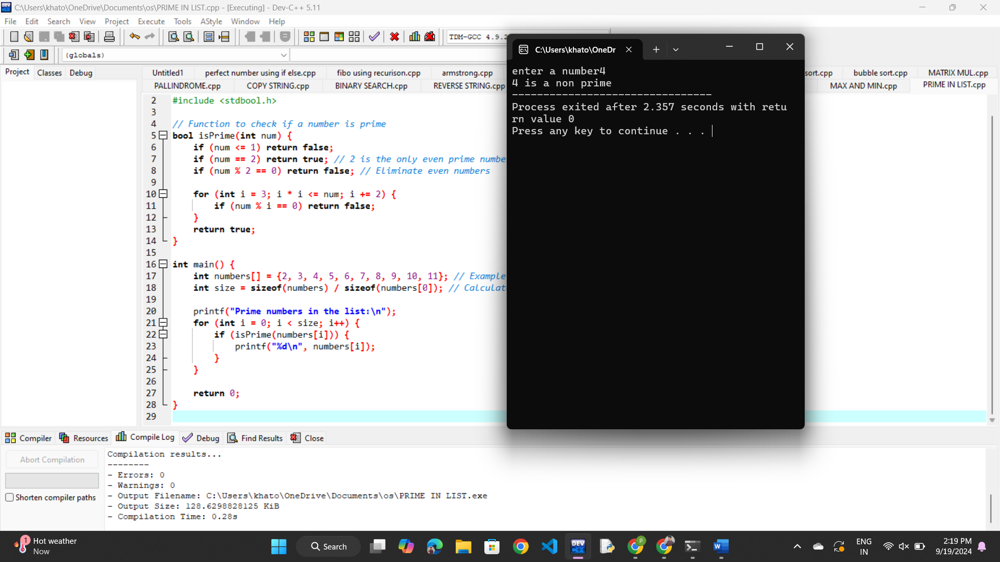 C:\Users\khato\OneDrive\Documents\os\PRIME IN LIST.cpp - [Executing] - Dev-C++ 5.11
File Edit Search View Project Execute Tools AStyle Window Help
TDM-GCC 4.9.2
(globals)
Project Classes Debug
Untitled1 perfect number using if else.cpp fibo using recurison.cpp armstrong.cpp sort.cpp bubble sort.cpp MATRIX MUL.cpp
PALLINDROME.cpp COPY STRING.cpp BINARY SEARCH.cpp REVERSE STRING.cpp MAX AND MIN.cpp PRIME IN LIST.cpp
2 #include <stdbool.h>
3
4 // Function to check if a number is prime
5 bool isPrime(int num) {
6 if (num <= 1) return false;
7 if (num == 2) return true; // 2 is the only even prime numbe
8 if (num % 2 == 0) return false; // Eliminate even numbers
9
10 for (int i = 3; i * i <= num; i += 2) {
11 if (num % i == 0) return false;
12 }
13 return true;
14 }
15
16 int main() {
17 int numbers[] = {2, 3, 4, 5, 6, 7, 8, 9, 10, 11}; // Example
18 int size = sizeof(numbers) / sizeof(numbers[0]); // Calculat
19
20 printf("Prime numbers in the list:\n");
21 for (int i = 0; i < size; i++) {
22 if (isPrime(numbers[i])) {
23 printf("%d\n", numbers[i]);
24 }
25 }
26
27 return 0;
28 }
29
C:\Users\khato\OneDr
enter a number4
4 is a non prime
--------------------------------
Process exited after 2.357 seconds with retu
rn value 0
Press any key to continue . . .
Compiler Resources Compile Log Debug Find Results Close
Abort Compilation
Shorten compiler paths
Compilation results...
--------
- Errors: 0
- Warnings: 0
- Output Filename: C:\Users\khato\OneDrive\Documents\os\PRIME IN LIST.exe
- Output Size: 128.6298828125 KiB
- Compilation Time: 0.28s
1
Hot weather
Now
Search
DEV
C++
P
ENG
IN
2:19 PM
9/19/2024